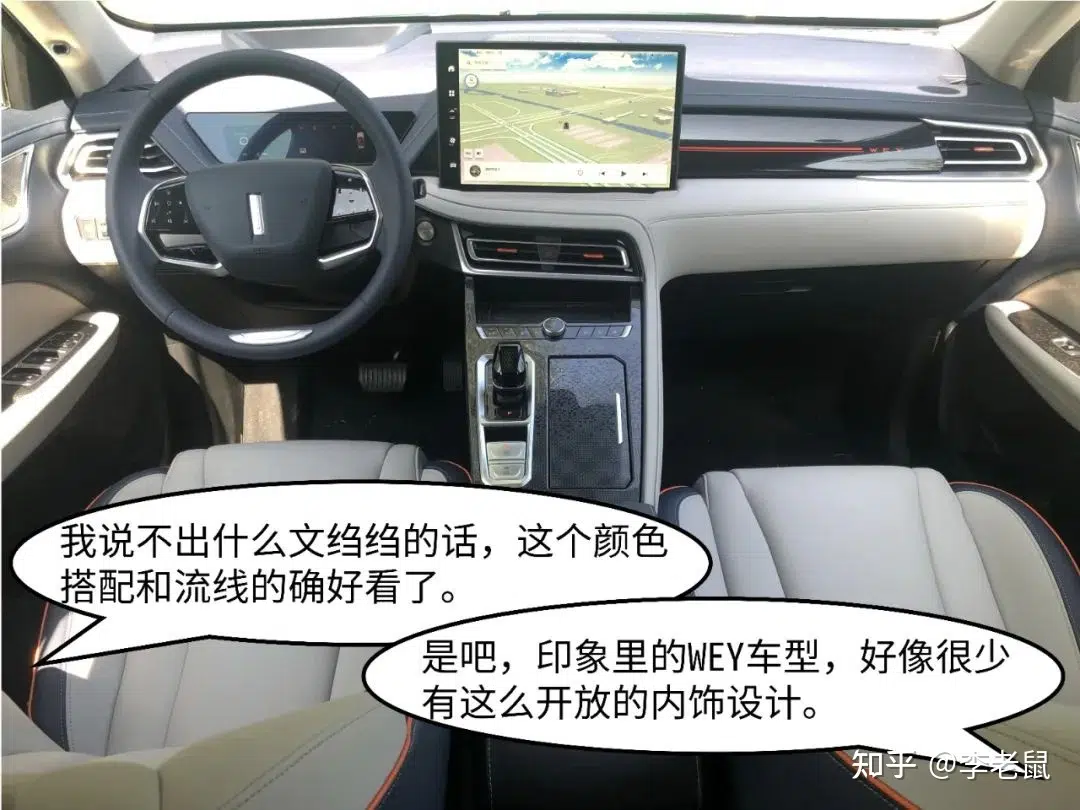 WEY
我说不出什么文绉绉的话，这个颜色
搭配和流线的确好看了。
是吧，印象里的WEY车型，好像很少
有这么开放的内饰设计。
知乎 @李老鼠